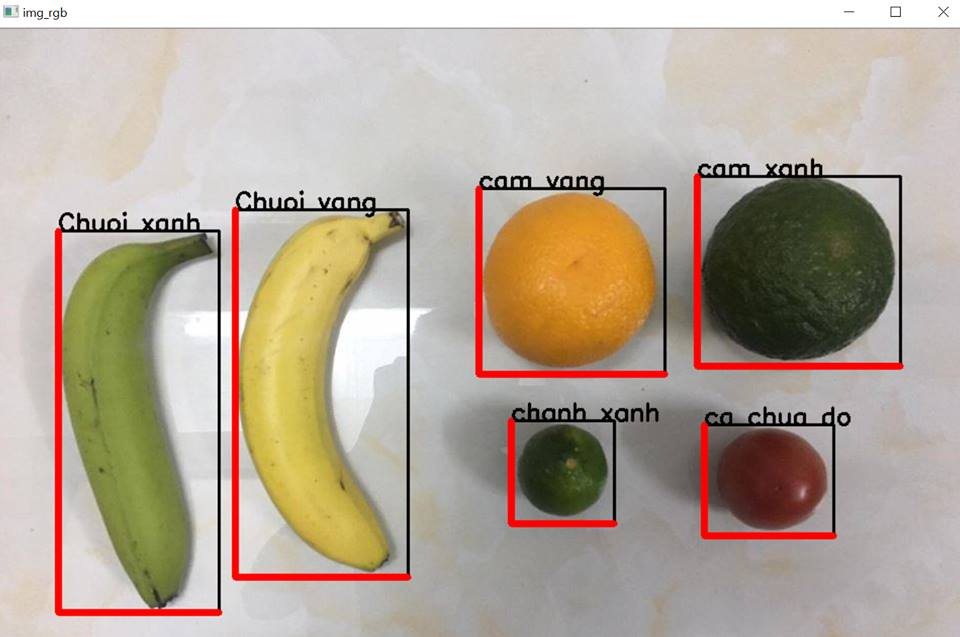 img_rgb
Chuoi xanh
Chuoi vang
cam vang
cam xanh
chanh xanh
ca chua do